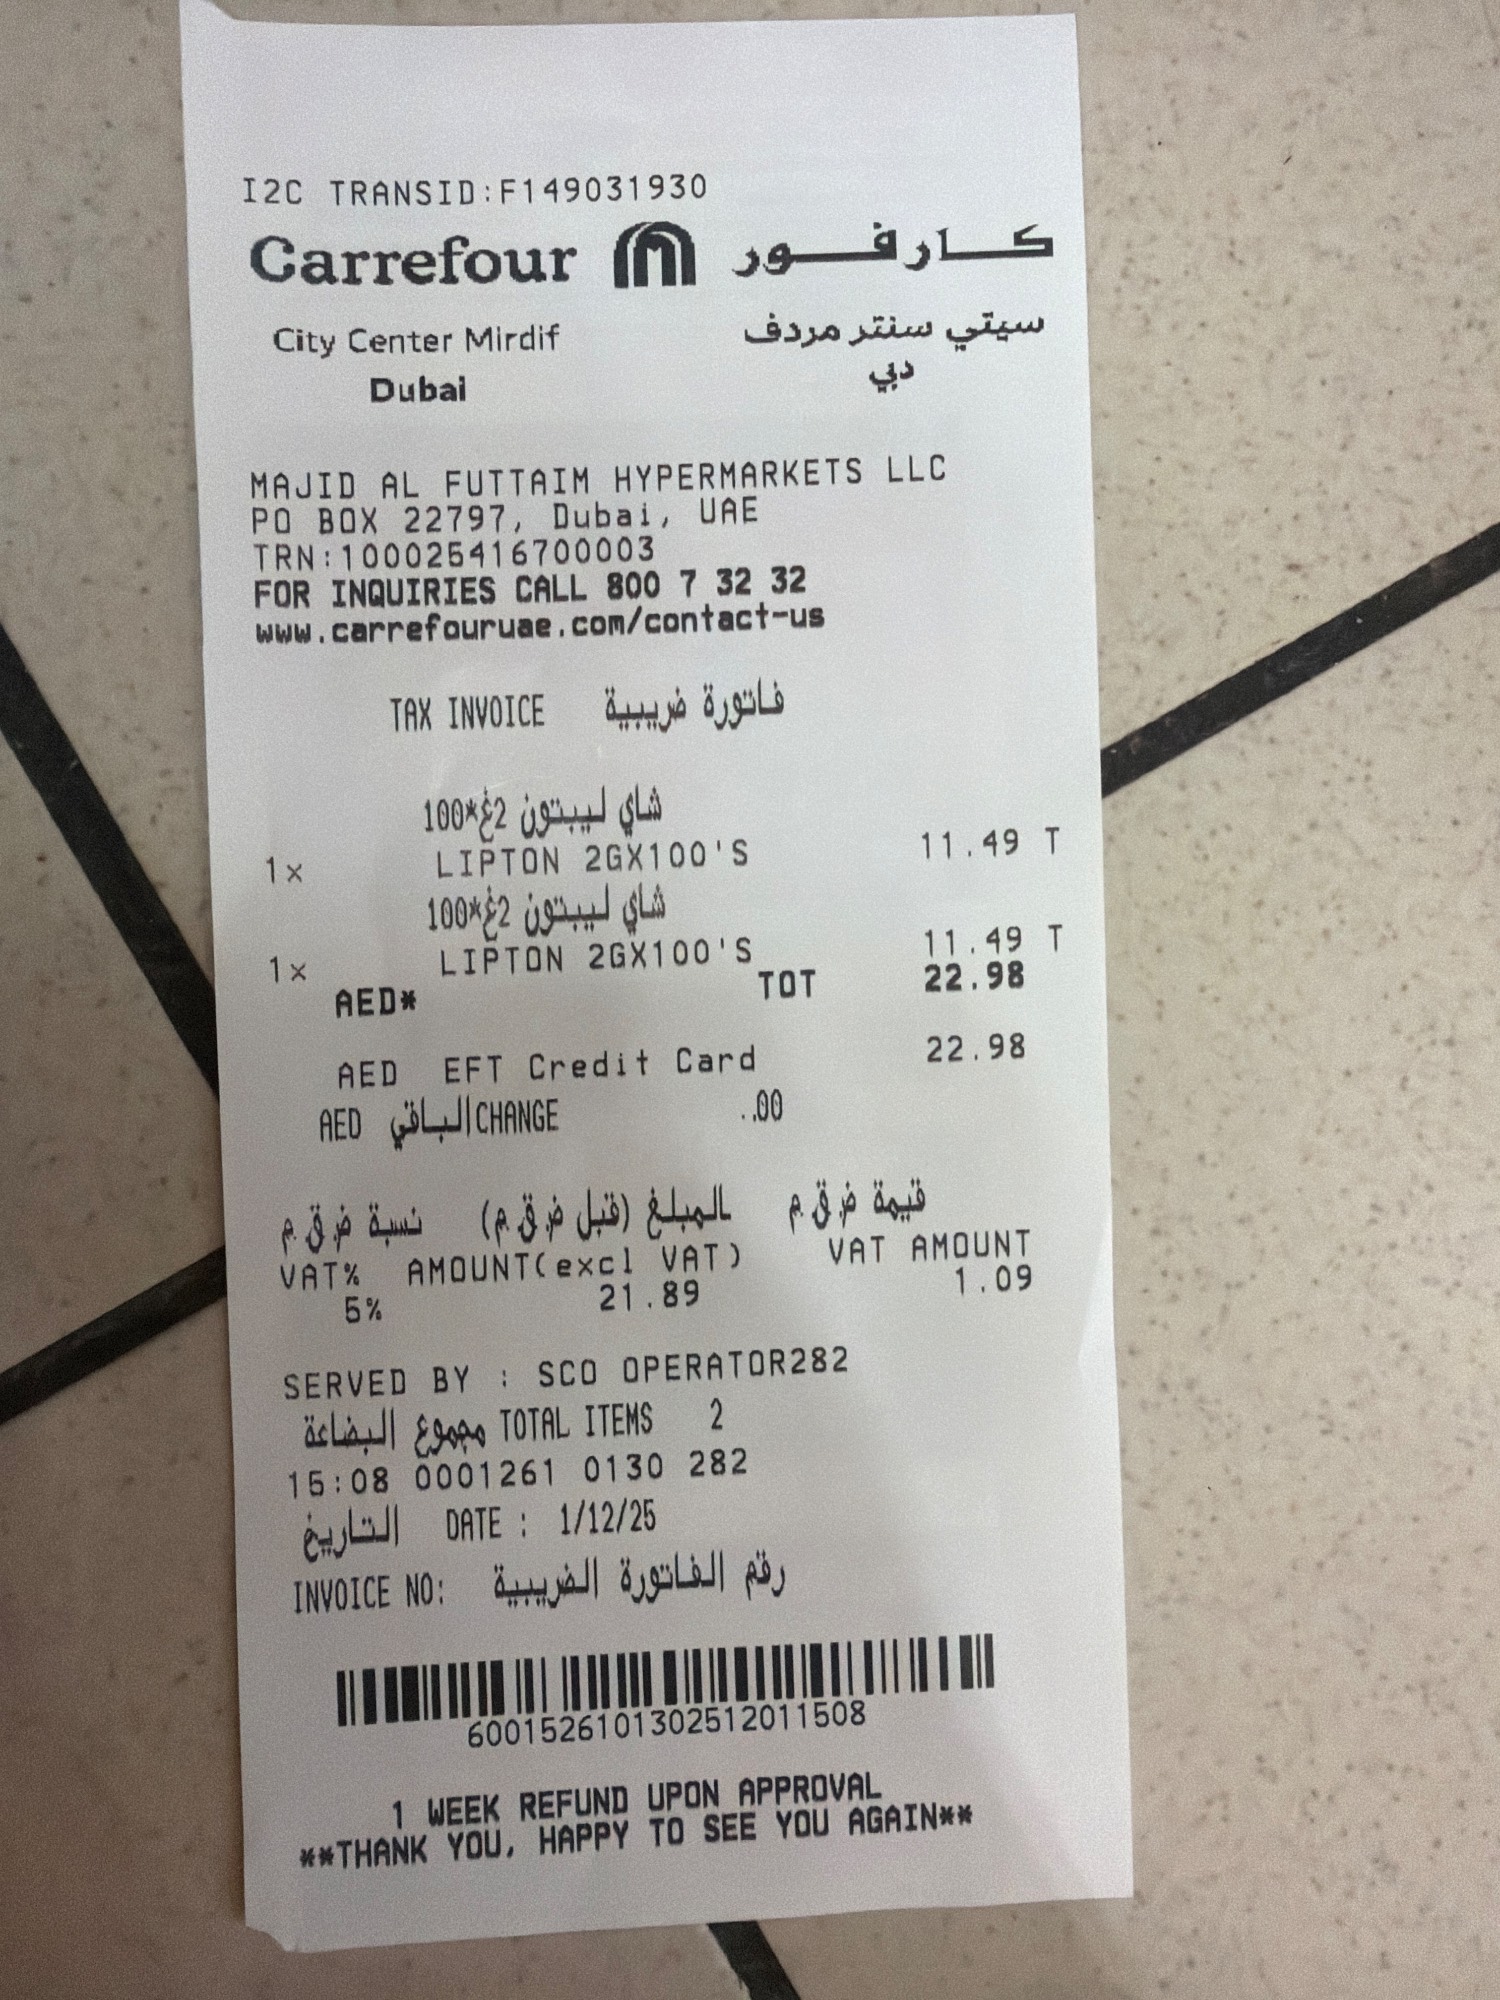 I2C TRANSID:F149031930
Carrefour كارفور
City Center Mirdif سيتي سنتر مردف
Dubai دبي
MAJID AL FUTTAIM HYPERMARKETS LLC
PO BOX 22797, Dubai, UAE
TRN:100025416700003
FOR INQUIRIES CALL 800 7 32 32
www.carrefouruae.com/contact-us
TAX INVOICE فاتورة ضريبية
شاي ليبتون 2غ*100
1x LIPTON 2GX100'S 11.49 T
شاي ليبتون 2غ*100
1x LIPTON 2GX100'S 11.49 T
AED* TOT 22.98
AED EFT Credit Card 22.98
AED الباقي CHANGE ..00
نسبة ض.ق.م المبلغ (قبل ض.ق.م) قيمة ض.ق.م
VAT% AMOUNT(excl VAT) VAT AMOUNT
5% 21.89 1.09
SERVED BY : SCO OPERATOR282
مجموع البضاعة TOTAL ITEMS 2
15:08 0001261 0130 282
التاريخ DATE : 1/12/25
INVOICE NO: رقم الفاتورة الضريبية
6001526101302512011508
1 WEEK REFUND UPON APPROVAL
**THANK YOU, HAPPY TO SEE YOU AGAIN**